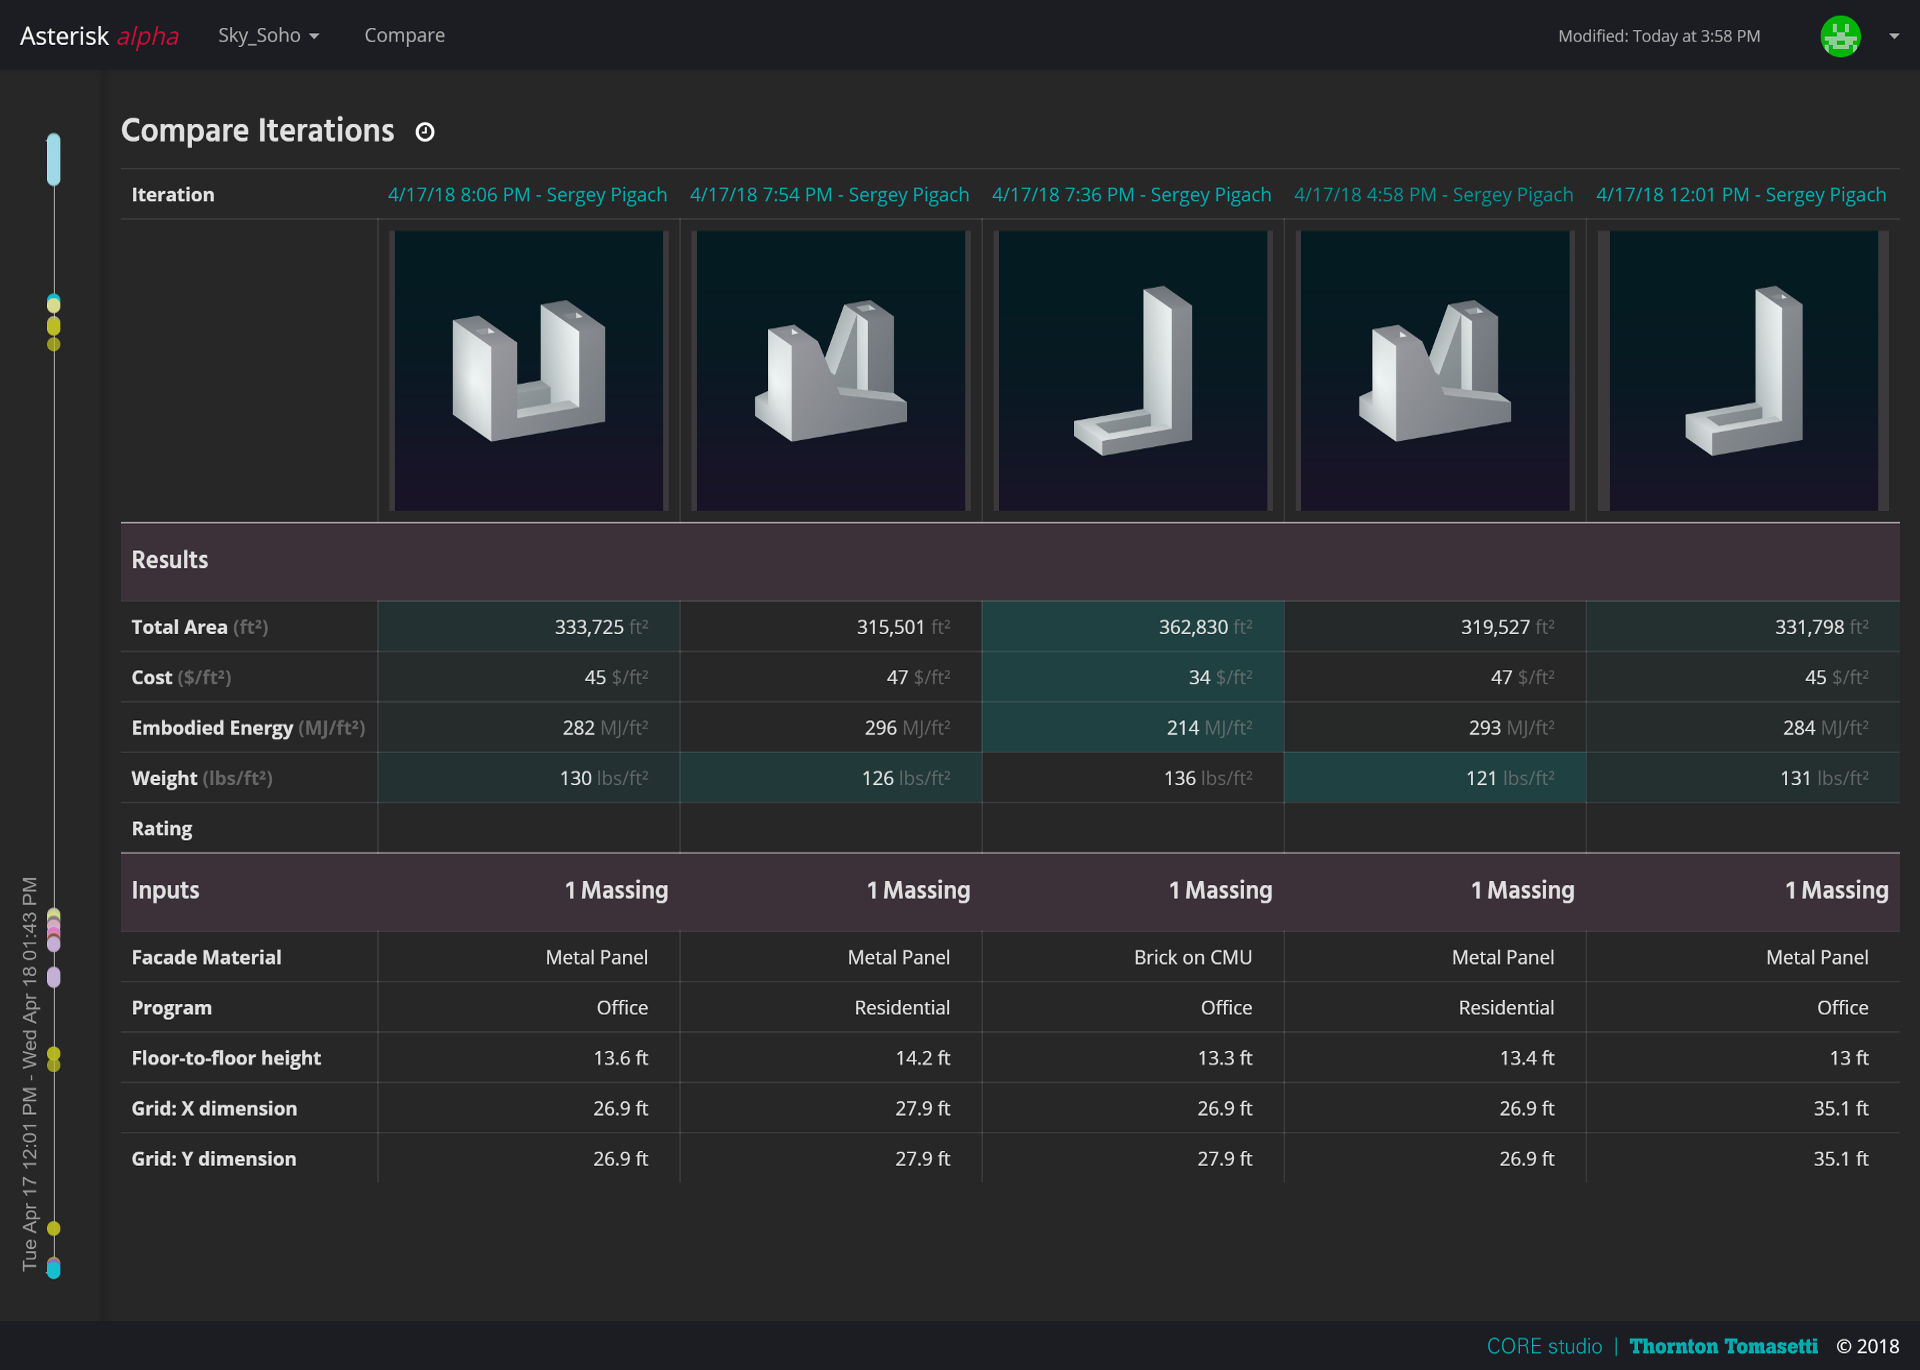 Asterisk alpha Sky_Soho Compare Modified: Today at 3:58 PM
Compare Iterations
Iteration 4/17/18 8:06 PM - Sergey Pigach 4/17/18 7:54 PM - Sergey Pigach 4/17/18 7:36 PM - Sergey Pigach 4/17/18 4:58 PM - Sergey Pigach 4/17/18 12:01 PM - Sergey Pigach
Results
Total Area (ft²) 333,725 ft² 315,501 ft² 362,830 ft² 319,527 ft² 331,798 ft²
Cost ($/ft²) 45 $/ft² 47 $/ft² 34 $/ft² 47 $/ft² 45 $/ft²
Embodied Energy (MJ/ft²) 282 MJ/ft² 296 MJ/ft² 214 MJ/ft² 293 MJ/ft² 284 MJ/ft²
Weight (lbs/ft²) 130 lbs/ft² 126 lbs/ft² 136 lbs/ft² 121 lbs/ft² 131 lbs/ft²
Rating
Inputs 1 Massing 1 Massing 1 Massing 1 Massing 1 Massing
Facade Material Metal Panel Metal Panel Brick on CMU Metal Panel Metal Panel
Program Office Residential Office Residential Office
Floor-to-floor height 13.6 ft 14.2 ft 13.3 ft 13.4 ft 13 ft
Grid: X dimension 26.9 ft 27.9 ft 26.9 ft 26.9 ft 35.1 ft
Grid: Y dimension 26.9 ft 27.9 ft 27.9 ft 26.9 ft 35.1 ft
Tue Apr 17 12:01 PM - Wed Apr 18 01:43 PM
CORE studio | Thornton Tomasetti © 2018